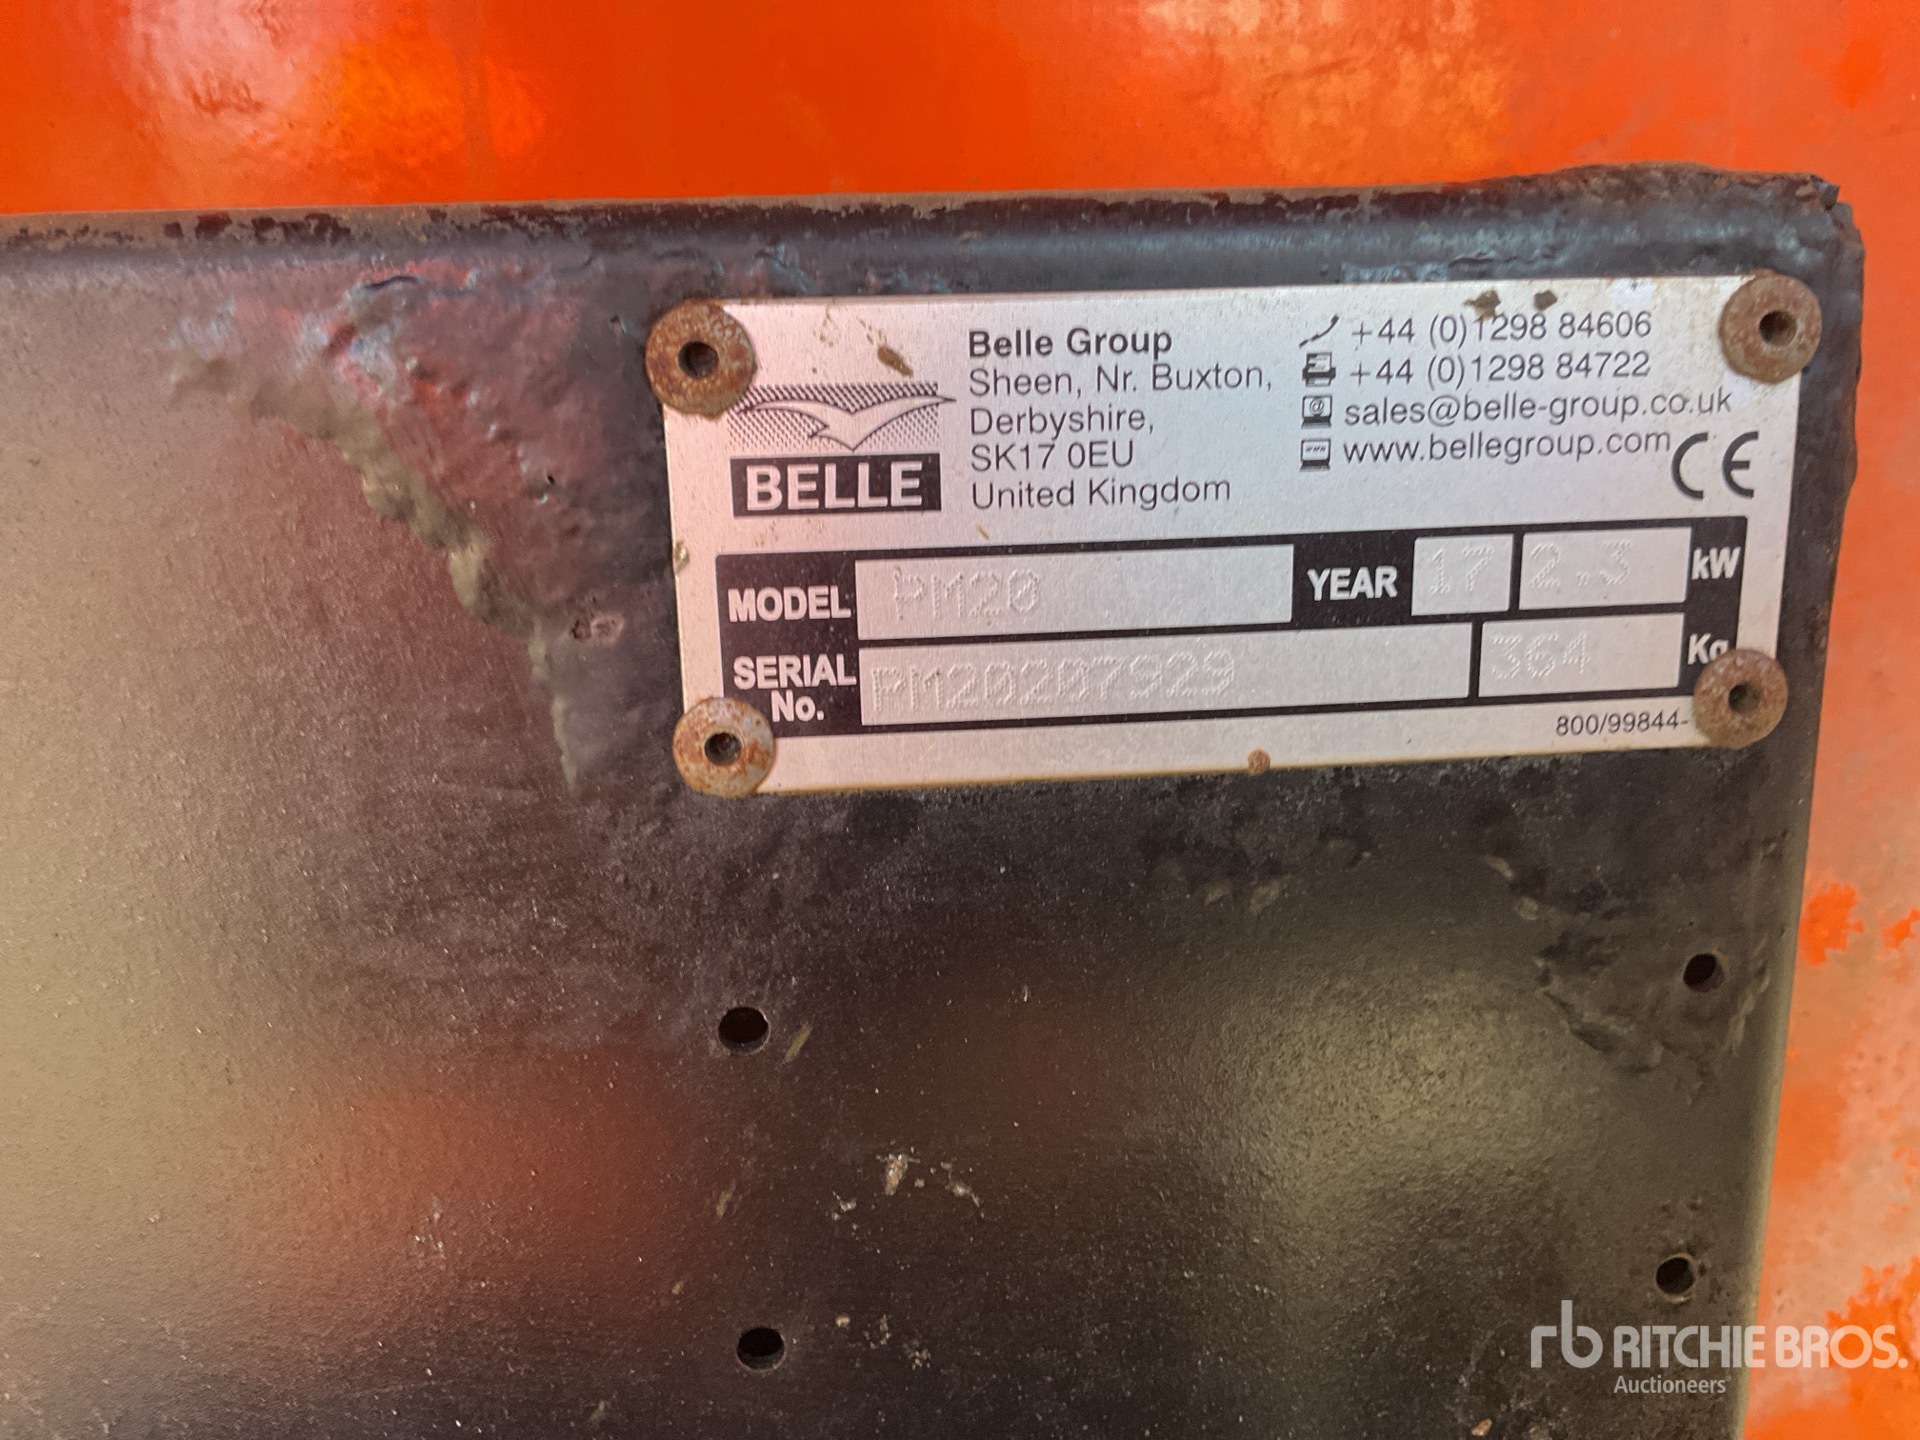 BELLE
Belle Group
Sheen, Nr. Buxton,
Derbyshire,
SK17 0EU
United Kingdom
+44 (0)1298 84606
+44 (0)1298 84722
sales@belle-group.co.uk
www.bellegroup.com
CE
MODEL PM20 YEAR 17 2.3 kW
SERIAL No. PM20207929 364 Kg
800/99844-
rb RITCHIE BROS.
Auctioneers